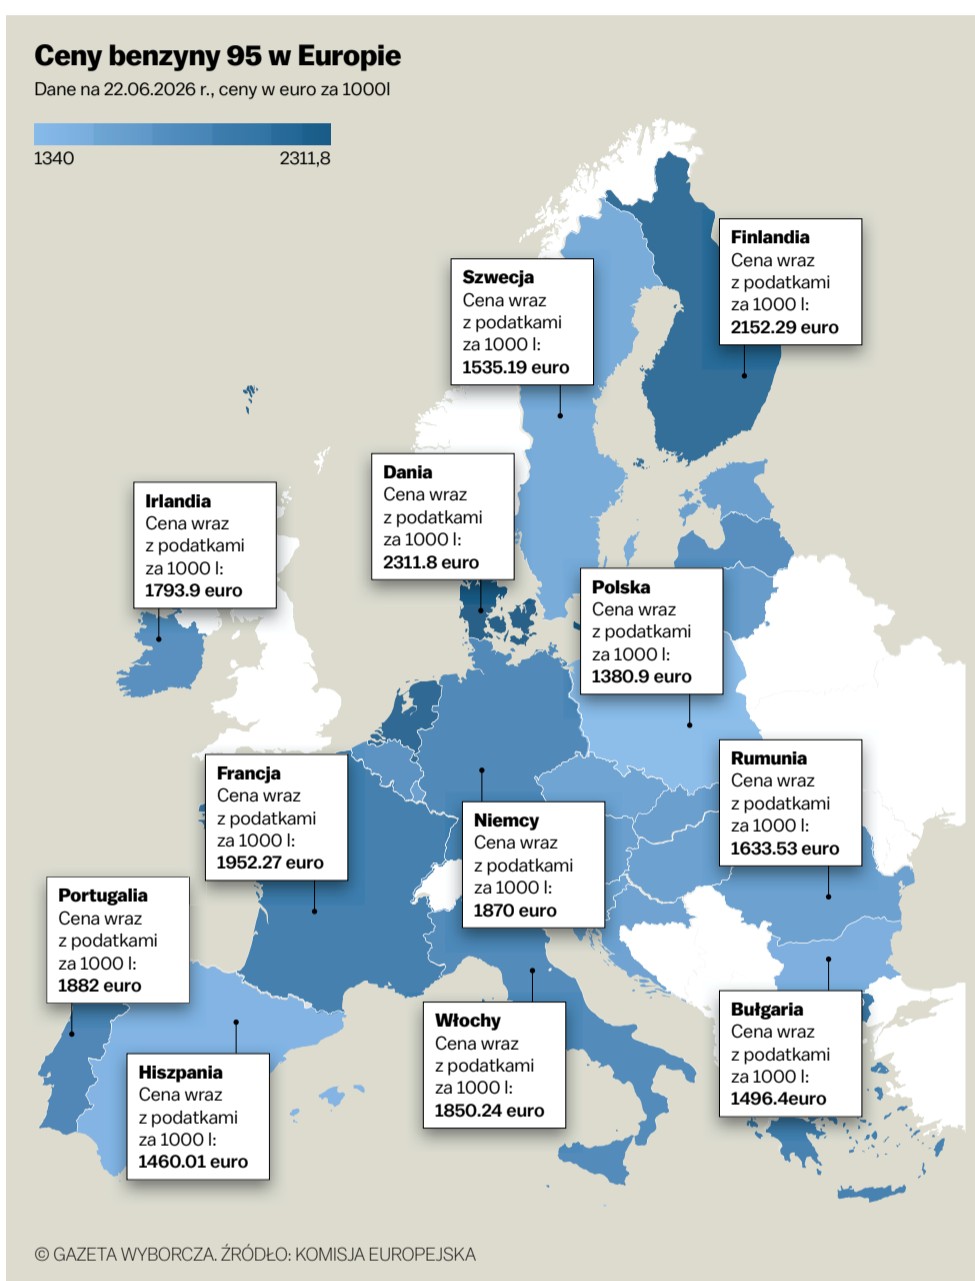 Ceny benzyny 95 w Europie
Dane na 22.06.2026 r., ceny w euro za 1000l
1340
2311,8
Finlandia
Cena wraz
z podatkami
za 1000 l:
2152.29 euro
Szwecja
Cena wraz
z podatkami
za 1000 l:
1535.19 euro
Dania
Cena wraz
z podatkami
za 1000 l:
2311.8 euro
Irlandia
Cena wraz
z podatkami
za 1000 l:
1793.9 euro
Polska
Cena wraz
z podatkami
za 1000 l:
1380.9 euro
Rumunia
Cena wraz
z podatkami
za 1000 l:
1633.53 euro
Francja
Cena wraz
z podatkami
za 1000 l:
1952.27 euro
Niemcy
Cena wraz
z podatkami
za 1000 l:
1870 euro
Portugalia
Cena wraz
z podatkami
za 1000 l:
1882 euro
Bułgaria
Cena wraz
z podatkami
za 1000 l:
1496.4euro
Włochy
Cena wraz
z podatkami
za 1000 l:
1850.24 euro
Hiszpania
Cena wraz
z podatkami
za 1000 l:
1460.01 euro
© GAZETA WYBORCZA. ŹRÓDŁO: KOMISJA EUROPEJSKA